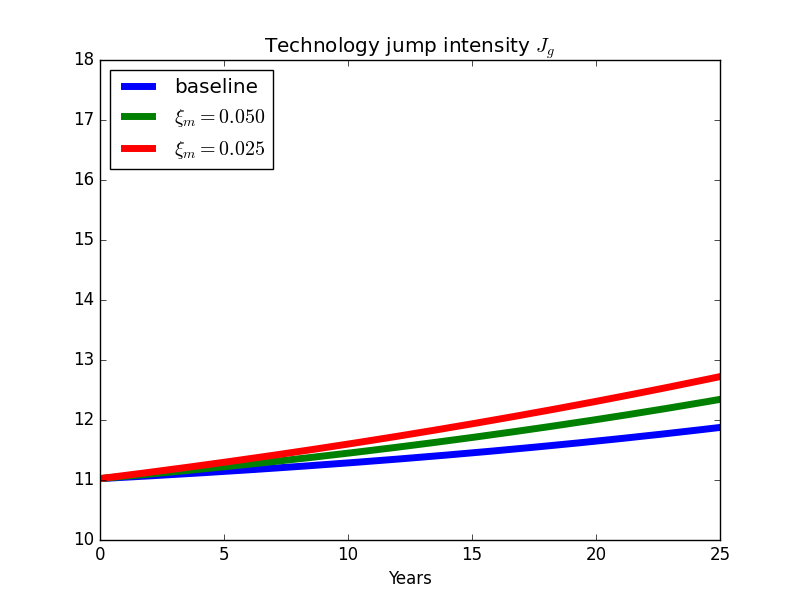 Technology jump intensity $J_g$
baseline
$\xi_m = 0.050$
$\xi_m = 0.025$
18
17
16
15
14
13
12
11
10
0 5 10 15 20 25
Years